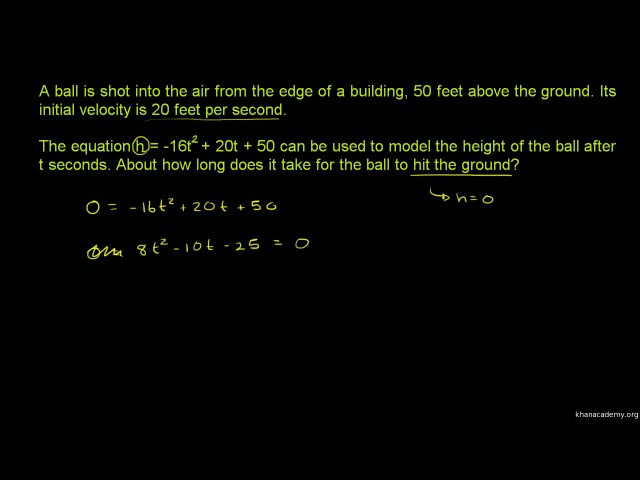 A ball is shot into the air from the edge of a building, 50 feet above the ground. Its
initial velocity is 20 feet per second.
The equation h = -16t² + 20t + 50 can be used to model the height of the ball after
t seconds. About how long does it take for the ball to hit the ground?
h = 0
0 = -16t² + 20t + 50
8t² - 10t - 25 = 0
khanacademy.org